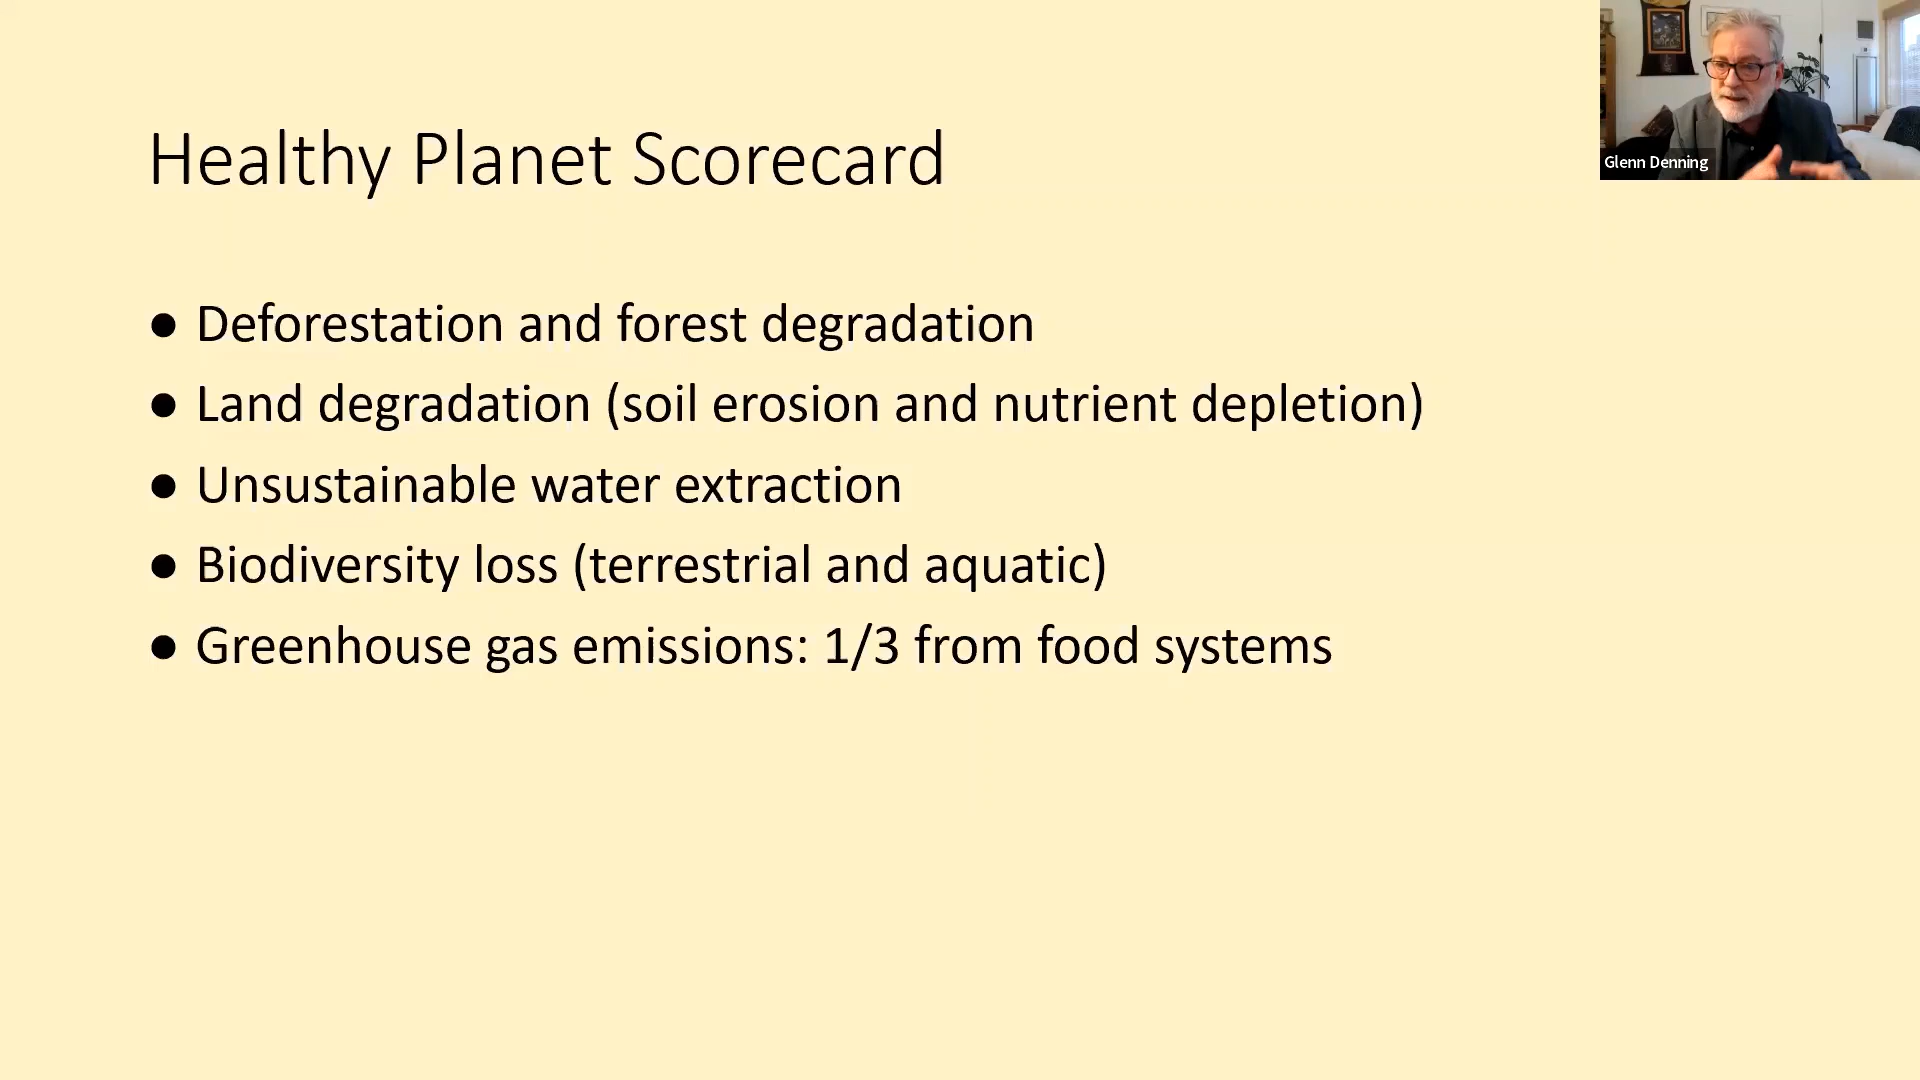 Healthy Planet Scorecard
Glenn Denning
● Deforestation and forest degradation
● Land degradation (soil erosion and nutrient depletion)
● Unsustainable water extraction
● Biodiversity loss (terrestrial and aquatic)
● Greenhouse gas emissions: 1/3 from food systems